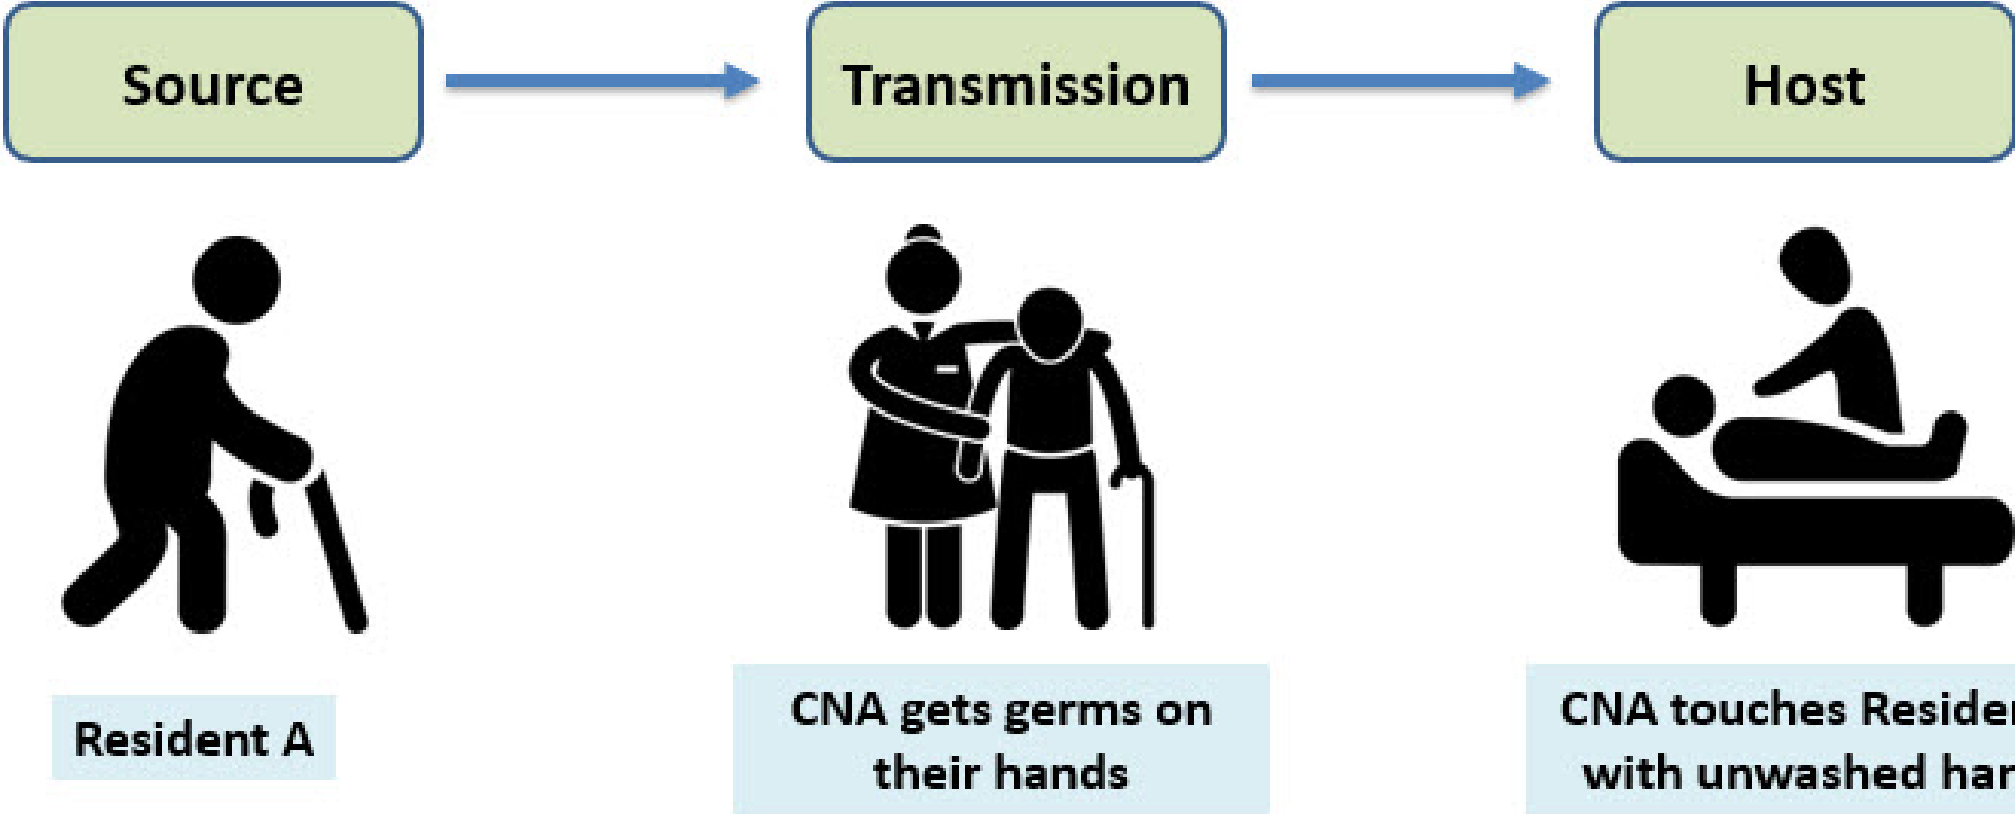 Source
Transmission
Host
Resident A
CNA gets germs on
their hands
CNA touches
with unwashed